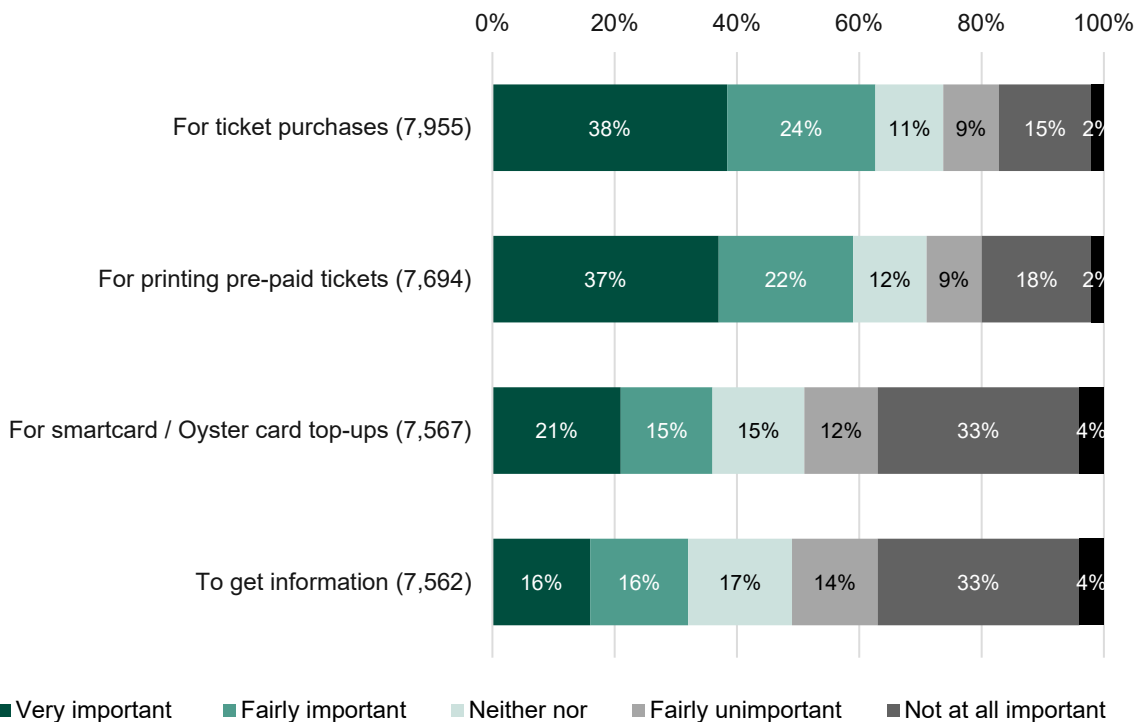 0% 20% 40% 60% 80% 100%
For ticket purchases (7,955) 38% 24% 11% 9% 15% 2%
For printing pre-paid tickets (7,694) 37% 22% 12% 9% 18% 2%
For smartcard / Oyster card top-ups (7,567) 21% 15% 15% 12% 33% 4%
To get information (7,562) 16% 16% 17% 14% 33% 4%
Very important Fairly important Neither nor Fairly unimportant Not at all important